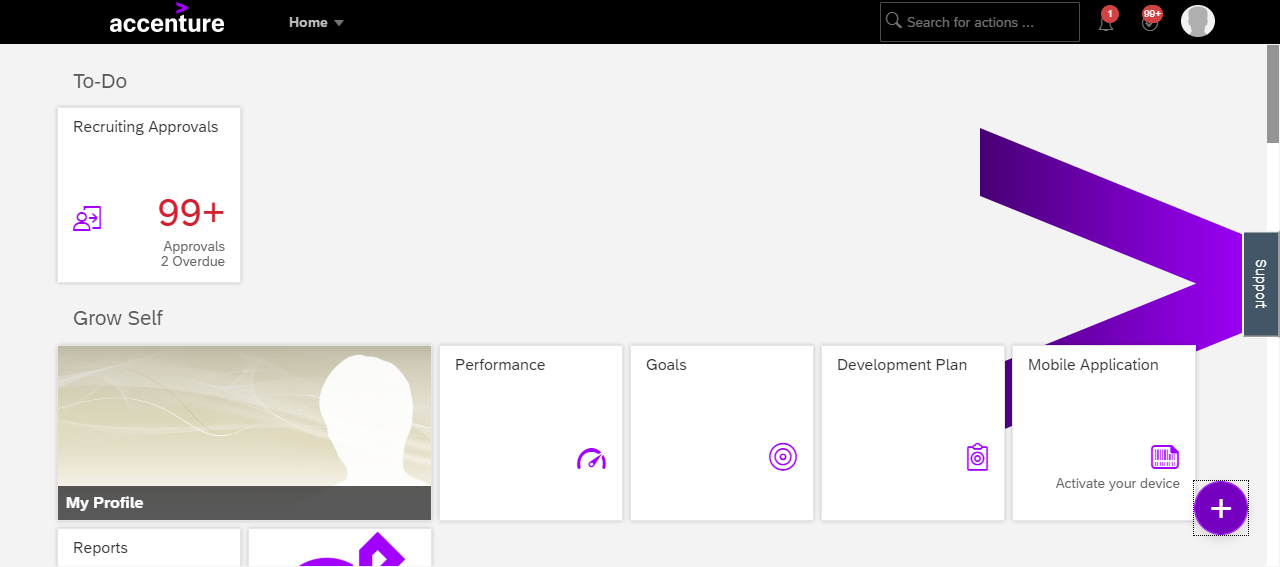 accenture
Home
Search for actions ...
1
99+
To-Do
Recruiting Approvals
99+
Approvals
2 Overdue
Support
Grow Self
My Profile
Performance
Goals
Development Plan
Mobile Application
Activate your device
+
Reports